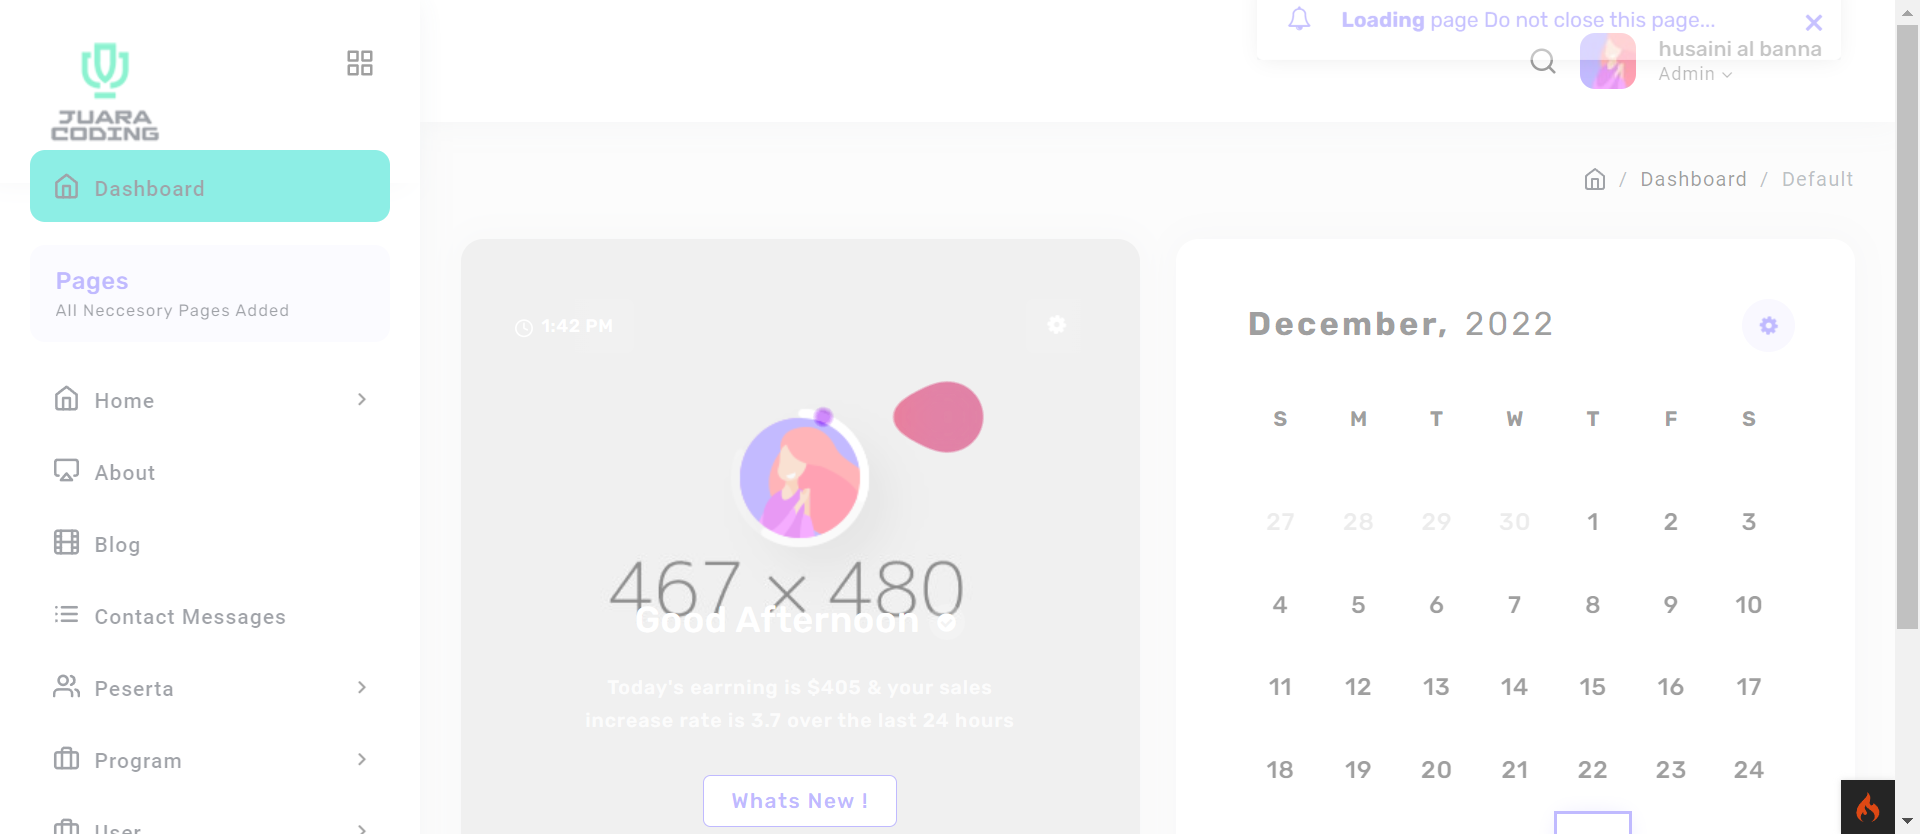 Loading page Do not close this page...
husaini al banna
Admin
JUARA
CODING
Dashboard
Pages
All Neccesory Pages Added
Home
About
Blog
Contact Messages
Peserta
Program
User
/ Dashboard / Default
1:42 PM
467 × 480
Good Afternoon
Today's earrning is $405 & your sales
increase rate is 3.7 over the last 24 hours
Whats New !
December, 2022
S M T W T F S
27 28 29 30 1 2 3
4 5 6 7 8 9 10
11 12 13 14 15 16 17
18 19 20 21 22 23 24